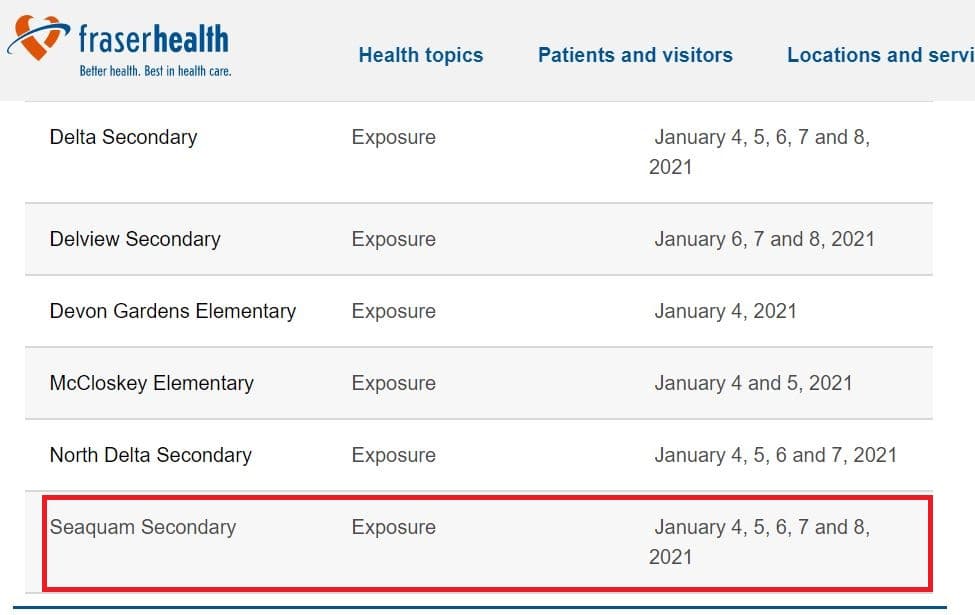 fraserhealth
Better health. Best in health care.
Health topics
Patients and visitors
Locations and servi
Delta Secondary
Exposure
January 4, 5, 6, 7 and 8,
2021
Delview Secondary
Exposure
January 6, 7 and 8, 2021
Devon Gardens Elementary
Exposure
January 4, 2021
McCloskey Elementary
Exposure
January 4 and 5, 2021
North Delta Secondary
Exposure
January 4, 5, 6 and 7, 2021
Seaquam Secondary
Exposure
January 4, 5, 6, 7 and 8,
2021